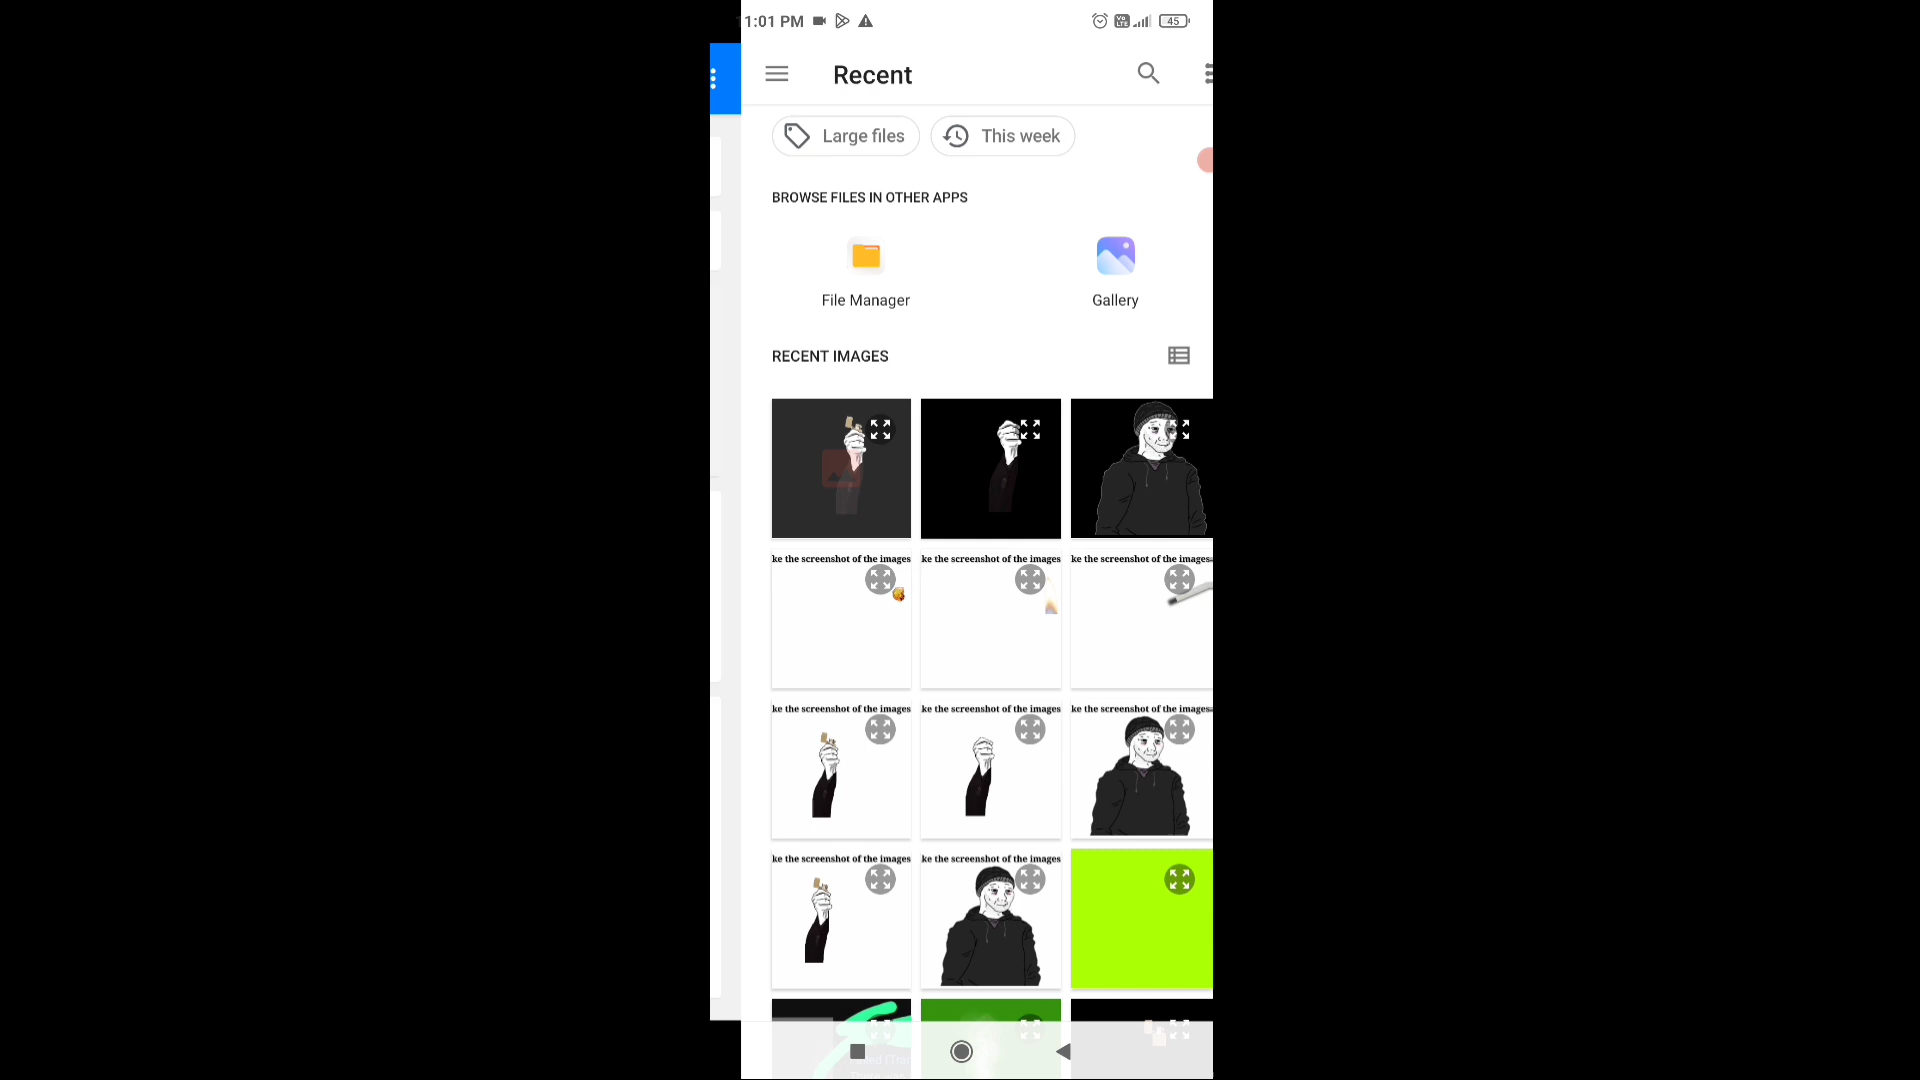 1:01 PM
Vo
LTE
45
Recent
Large files
This week
BROWSE FILES IN OTHER APPS
File Manager
Gallery
RECENT IMAGES
ke the screenshot of the images
ke the screenshot of the images
ke the screenshot of the images
ke the screenshot of the images
ke the screenshot of the images
ke the screenshot of the images
ke the screenshot of the images
ke the screenshot of the images